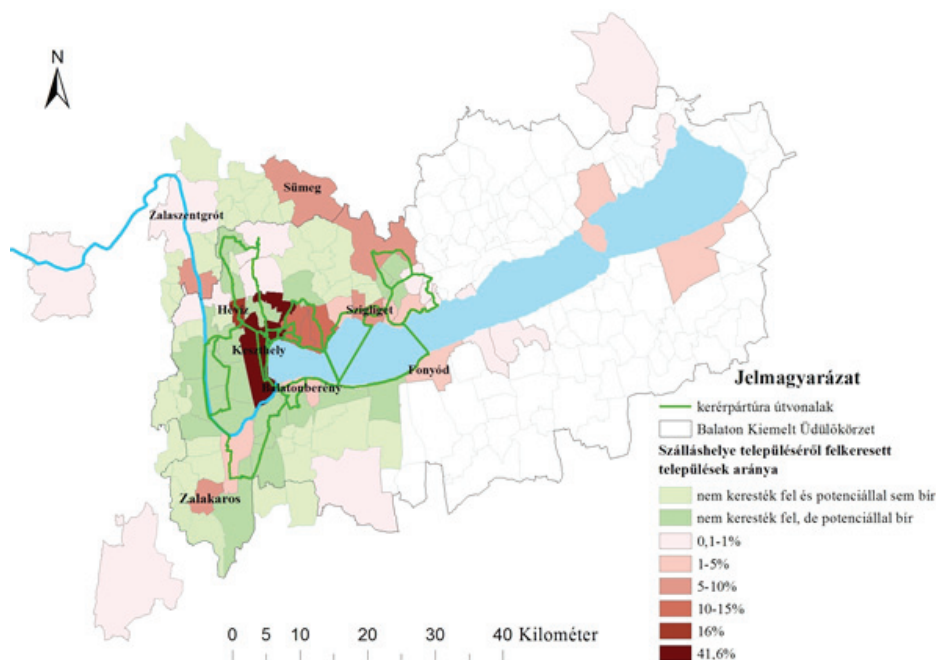 N
Sümeg
Zalaszentgrót
Hévíz
Szigliget
Keszthely
Balatonberény
Fonyód
Zalakaros
Jelmagyarázat
kerérpártúra útvonalak
Balaton Kiemelt Üdülőkörzet
Szálláshelye településéről felkeresett
települések aránya
nem keresték fel és potenciállal sem bír
nem keresték fel, de potenciállal bír
0,1-1%
1-5%
5-10%
10-15%
16%
41,6%
0 5 10 20 30 40 Kilométer